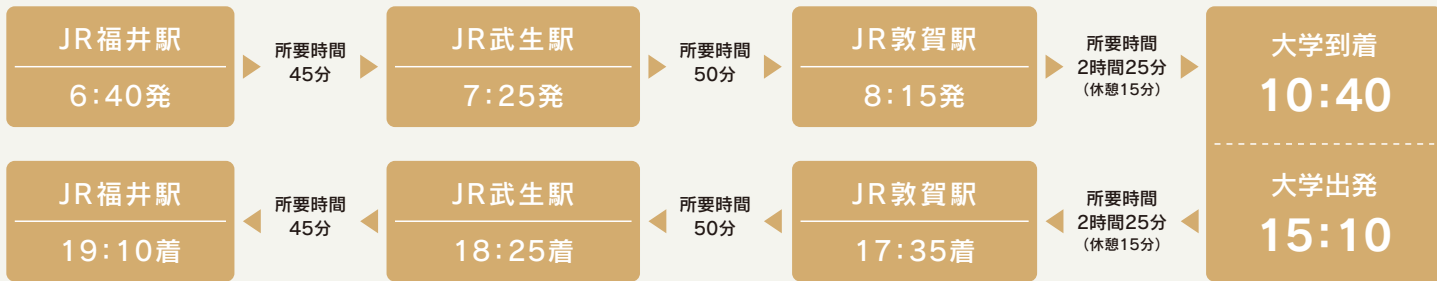 JR福井駅
6:40発
所要時間
45分
JR武生駅
7:25発
所要時間
50分
JR敦賀駅
8:15発
所要時間
2時間25分
(休憩15分)
大学到着
10:40
JR福井駅
19:10着
所要時間
45分
JR武生駅
18:25着
所要時間
50分
JR敦賀駅
17:35着
所要時間
2時間25分
(休憩15分)
大学出発
15:10